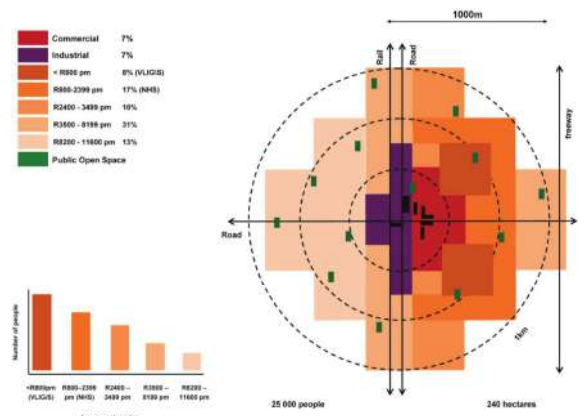 Commercial 7%
Industrial 7%
< R800 pm 8% (VLIG\S)
R800-2399 pm 17% (NHS)
R2400 - 3499 pm 10%
R3500 - 8199 pm 31%
R8200 - 11600 pm 13%
Public Open Space
1000m
Rail
Road
freeway
Road
1km
Number of people
<R800pm (VLIG/S)
R800–2399 pm (NHS)
R2400 – 3499 pm
R3500 – 8199 pm
R8200 – 11600 pm
25 000 people
240 hectares